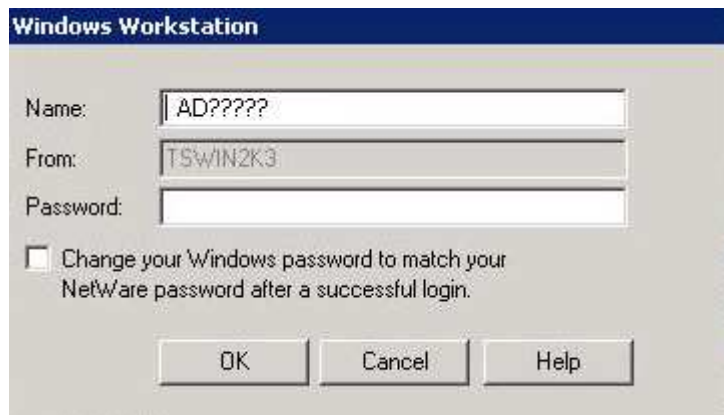 Windows Workstation
Name: AD?????
From: TSWIN2K3
Password:
Change your Windows password to match your
NetWare password after a successful login.
OK Cancel Help